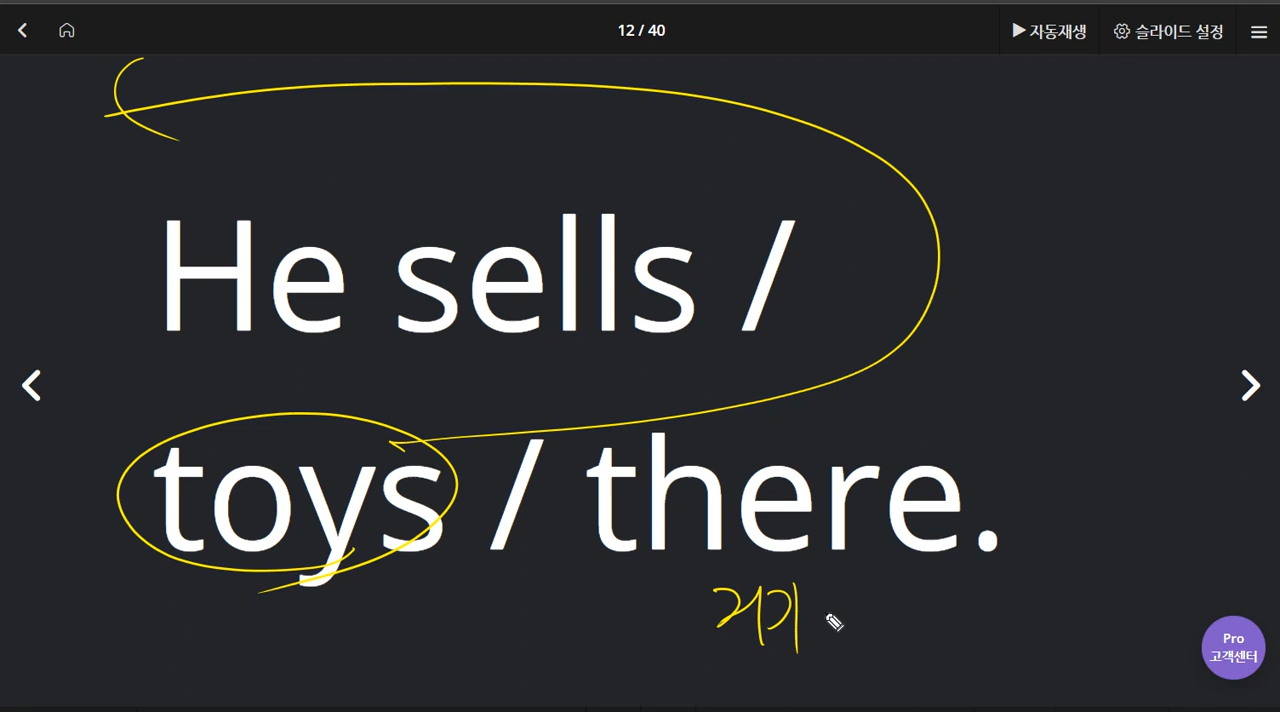 12 / 40
자동재생
슬라이드 설정
He sells /
toys / there.
거기
Pro
고객센터